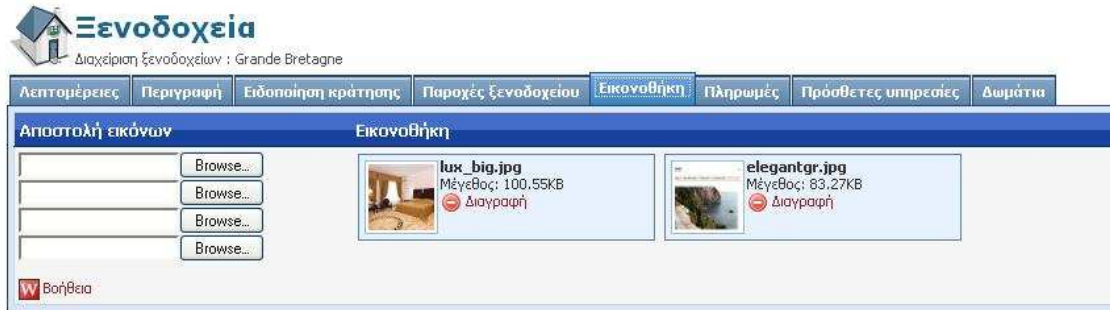 Ξενοδοχεία
Διαχείριση ξενοδοχείων : Grande Bretagne
Λεπτομέρειες Περιγραφή Ειδοποίηση κράτησης Παροχές ξενοδοχείου Εικονοθήκη Πληρωμές Πρόσθετες υπηρεσίες Δωμάτια
Αποστολή εικόνων Εικονοθήκη
Browse...
Browse...
Browse...
Browse...
lux_big.jpg
Μέγεθος: 100.55KB
Διαγραφή
elegantgr.jpg
Μέγεθος: 83.27KB
Διαγραφή
W Βοήθεια